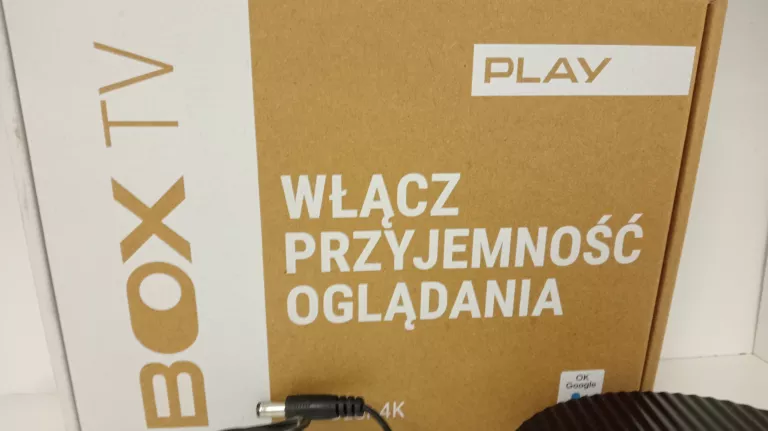 BOX TV
PLAY
WŁĄCZ
PRZYJEMNOŚĆ
OGLĄDANIA
OK
Google
4K